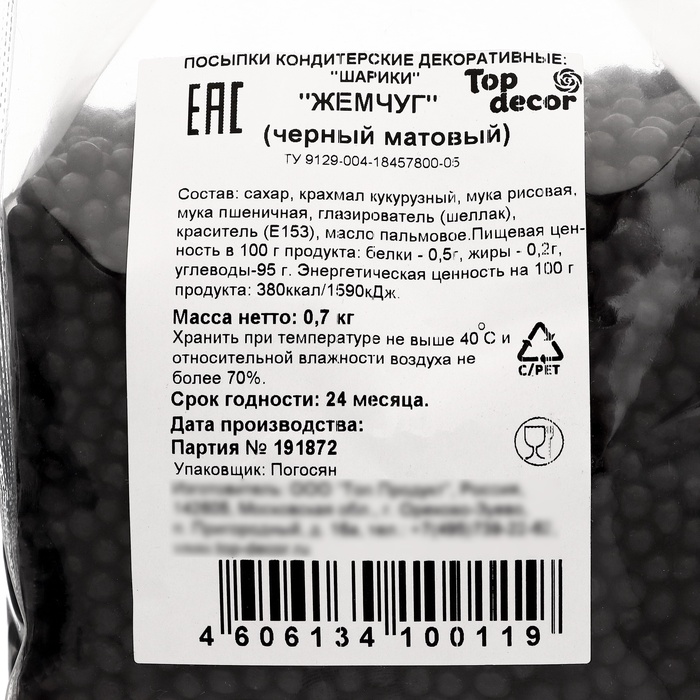 ПОСЫПКИ КОНДИТЕРСКИЕ ДЕКОРАТИВНЫЕ:
"ШАРИКИ"
Top decor
EAC
"ЖЕМЧУГ"
(черный матовый)
ТУ 9129-004-18457800-05
Состав: сахар, крахмал кукурузный, мука рисовая,
мука пшеничная, глазирователь (шеллак),
краситель (Е153), масло пальмовое.Пищевая цен-
ность в 100 г продукта: белки - 0,5г, жиры - 0,2г,
углеводы-95 г. Энергетическая ценность на 100 г
продукта: 380ккал/1590кДж.
Масса нетто: 0,7 кг
Хранить при температуре не выше 40°С и
относительной влажности воздуха не
более 70%.
C/PET
Срок годности: 24 месяца.
Дата производства:
Партия № 191872
Упаковщик: Погосян
4 606134 100119